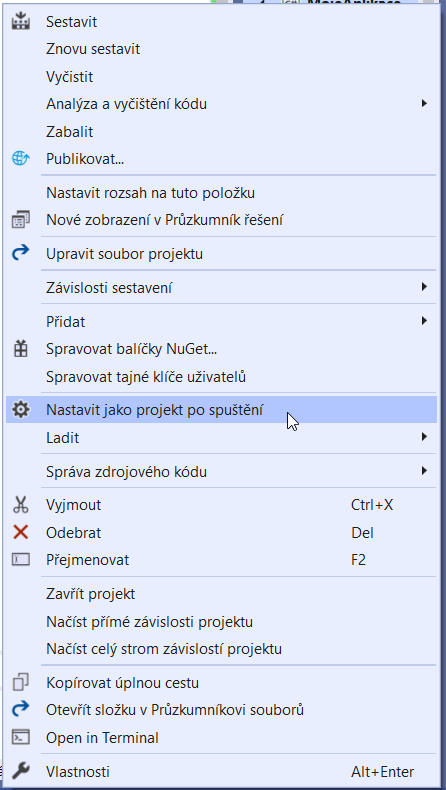 MojeAplikace
Sestavit
Znovu sestavit
Vyčistit
Analýza a vyčištění kódu
Zabalit
Publikovat...
Nastavit rozsah na tuto položku
Nové zobrazení v Průzkumník řešení
Upravit soubor projektu
Závislosti sestavení
Přidat
Spravovat balíčky NuGet...
Spravovat tajné klíče uživatelů
Nastavit jako projekt po spuštění
Ladit
Správa zdrojového kódu
Vyjmout Ctrl+X
Odebrat Del
Přejmenovat F2
Zavřít projekt
Načíst přímé závislosti projektu
Načíst celý strom závislostí projektu
Kopírovat úplnou cestu
Otevřít složku v Průzkumníkovi souborů
Open in Terminal
Vlastnosti Alt+Enter